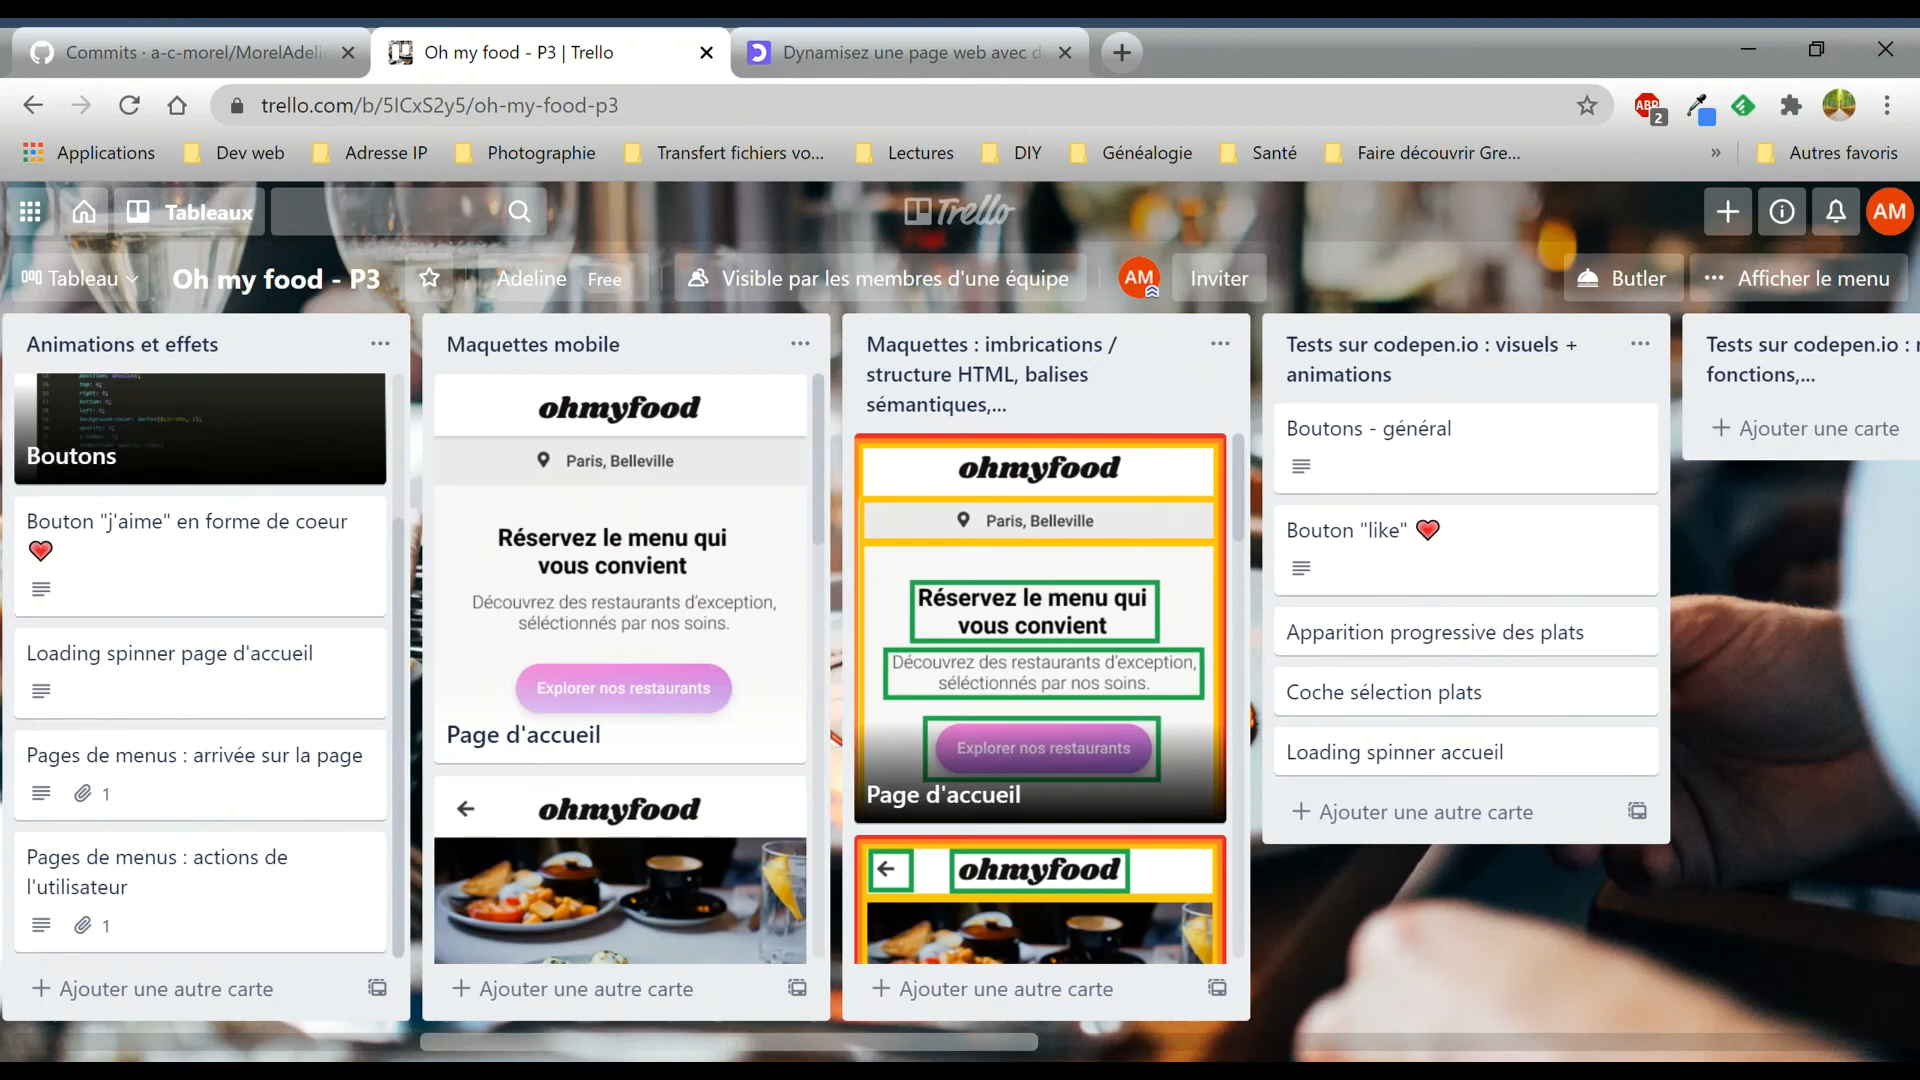 Commits · a-c-morel/MorelAdeli
Oh my food - P3 | Trello
Dynamisez une page web avec d
trello.com/b/5ICxS2y5/oh-my-food-p3
ABP
2
Applications
Dev web
Adresse IP
Photographie
Transfert fichiers vo...
Lectures
DIY
Généalogie
Santé
Faire découvrir Gre...
»
Autres favoris
Tableaux
Trello
AM
Tableau
Oh my food - P3
Adeline Free
Visible par les membres d'une équipe
AM
Inviter
Butler
Afficher le menu
Animations et effets
Boutons
Bouton "j'aime" en forme de coeur
❤️
Loading spinner page d'accueil
Pages de menus : arrivée sur la page
1
Pages de menus : actions de
l'utilisateur
1
+ Ajouter une autre carte
Maquettes mobile
ohmyfood
Paris, Belleville
Réservez le menu qui
vous convient
Découvrez des restaurants d'exception,
séléctionnés par nos soins.
Explorer nos restaurants
Page d'accueil
ohmyfood
+ Ajouter une autre carte
Maquettes : imbrications /
structure HTML, balises
sémantiques,...
ohmyfood
Paris, Belleville
Réservez le menu qui
vous convient
Découvrez des restaurants d'exception,
séléctionnés par nos soins.
Explorer nos restaurants
Page d'accueil
ohmyfood
+ Ajouter une autre carte
Tests sur codepen.io : visuels +
animations
Boutons - général
Bouton "like" ❤️
Apparition progressive des plats
Coche sélection plats
Loading spinner accueil
+ Ajouter une autre carte
Tests sur codepen.io :
fonctions,...
+ Ajouter une carte